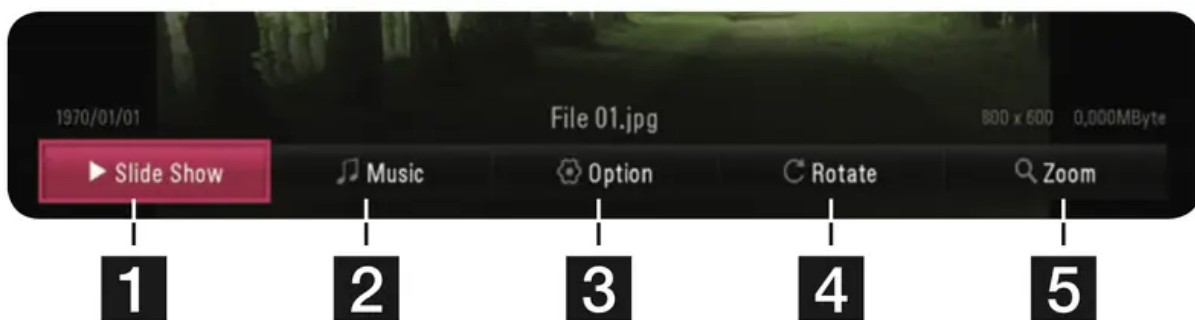 1970/01/01 File 01.jpg 800 x 600 0,000MByte
Slide Show Music Option Rotate Zoom
1 2 3 4 5